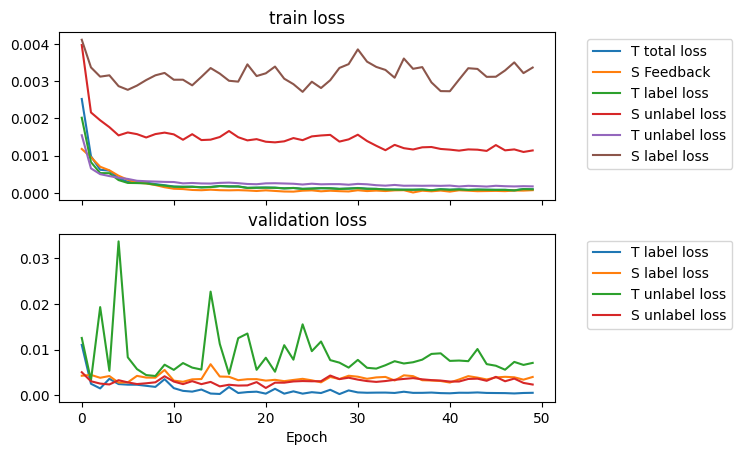 train loss
0.004
0.003
0.002
0.001
0.000
T total loss
S Feedback
T label loss
S unlabel loss
T unlabel loss
S label loss
validation loss
0.03
0.02
0.01
0.00
0 10 20 30 40 50
Epoch
T label loss
S label loss
T unlabel loss
S unlabel loss